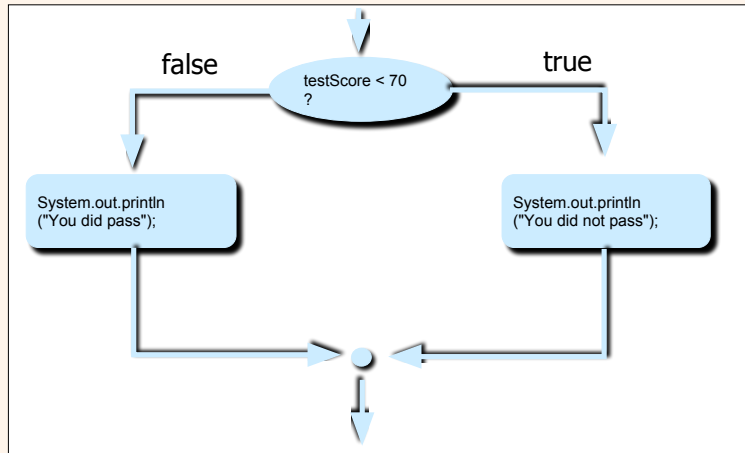 false
testScore < 70
?
true
System.out.println
("You did pass");
System.out.println
("You did not pass");